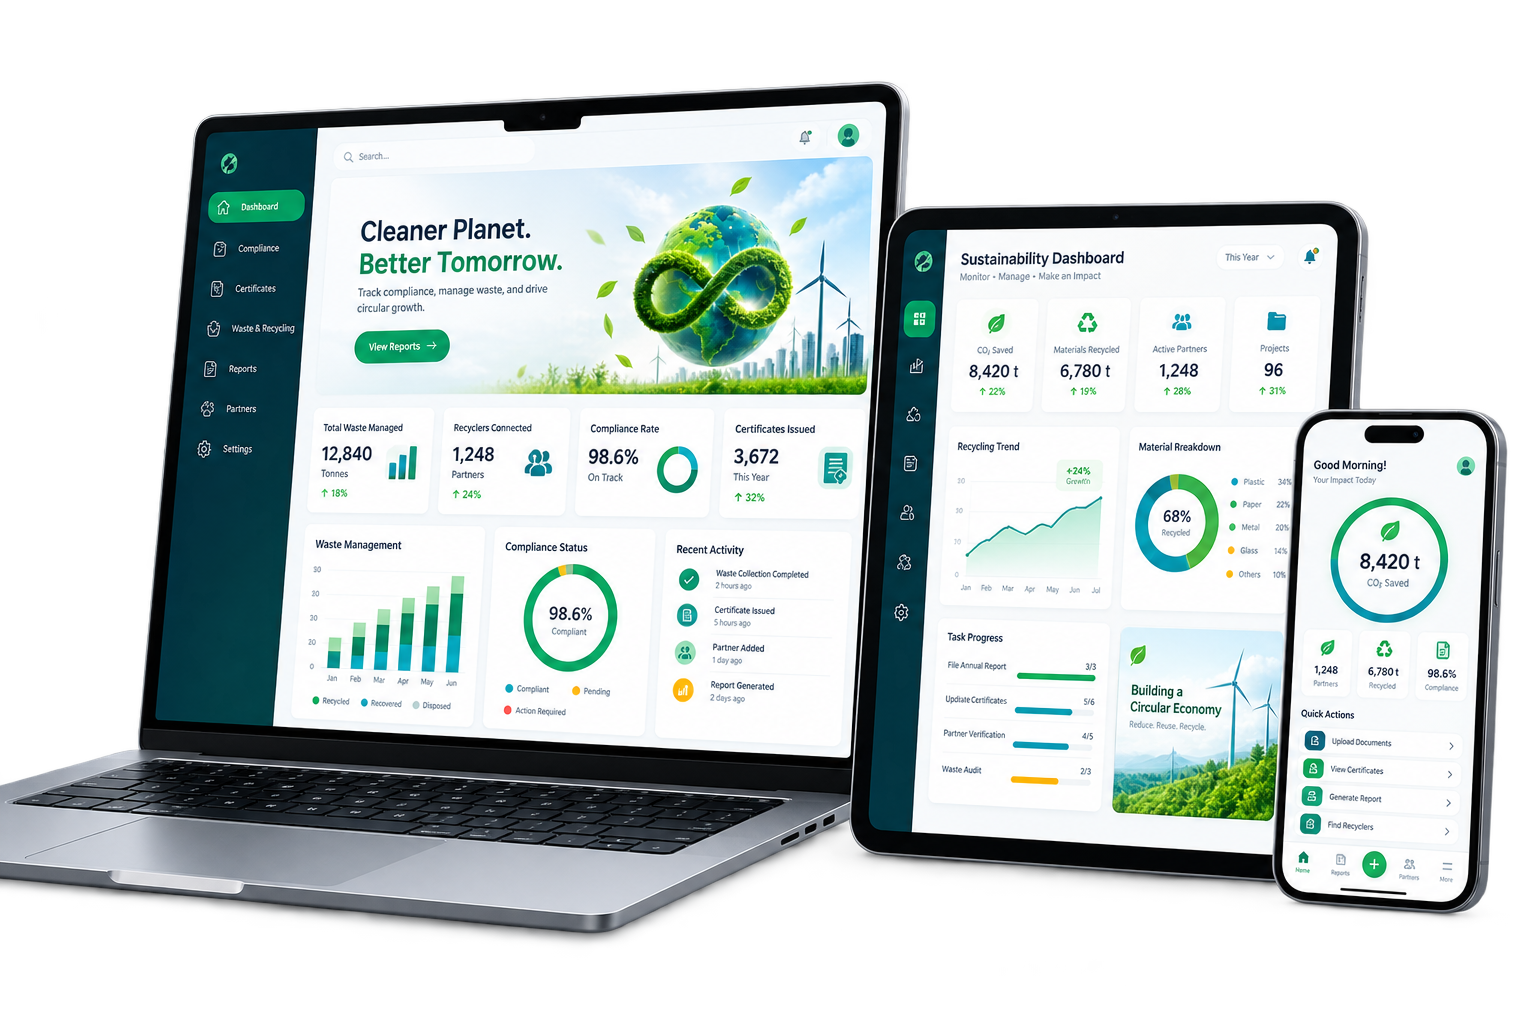 Search...
Dashboard
Compliance
Certificates
Waste & Recycling
Reports
Partners
Settings
Cleaner Planet.
Better Tomorrow.
Track compliance, manage waste, and drive
circular growth.
View Reports →
Total Waste Managed
12,840
Tonnes
↑ 18%
Recyclers Connected
1,248
Partners
↑ 24%
Compliance Rate
98.6%
On Track
Certificates Issued
3,672
This Year
↑ 32%
Waste Management
30
20
30
20
0
Jan Feb Mar Apr May Jun
Recycled Recovered Disposed
Compliance Status
98.6%
Compliant
Compliant Pending
Action Required
Recent Activity
Waste Collection Completed
2 hours ago
Certificate Issued
5 hours ago
Partner Added
1 day ago
Report Generated
2 days ago
Sustainability Dashboard
Monitor • Manage • Make an Impact
This Year
CO₂ Saved
8,420 t
↑ 22%
Materials Recycled
6,780 t
↑ 19%
Active Partners
1,248
↑ 28%
Projects
96
↑ 31%
Recycling Trend
+24%
Growth
30
30
0
Jan Feb Mar Apr May Jun Jul
Material Breakdown
68%
Recycled
Plastic 34%
Paper 22%
Metal 20%
Glass 14%
Others 10%
Task Progress
File Annual Report 3/3
Update Certificates 5/6
Partner Verification 4/5
Waste Audit 2/3
Building a
Circular Economy
Reduce. Reuse. Recycle.
Good Morning!
Your Impact Today
8,420 t
CO₂ Saved
1,248
Partners
6,780 t
Recycled
98.6%
Compliance
Quick Actions
Upload Documents
View Certificates
Generate Report
Find Recyclers
Home
Reports
+
Partners
More